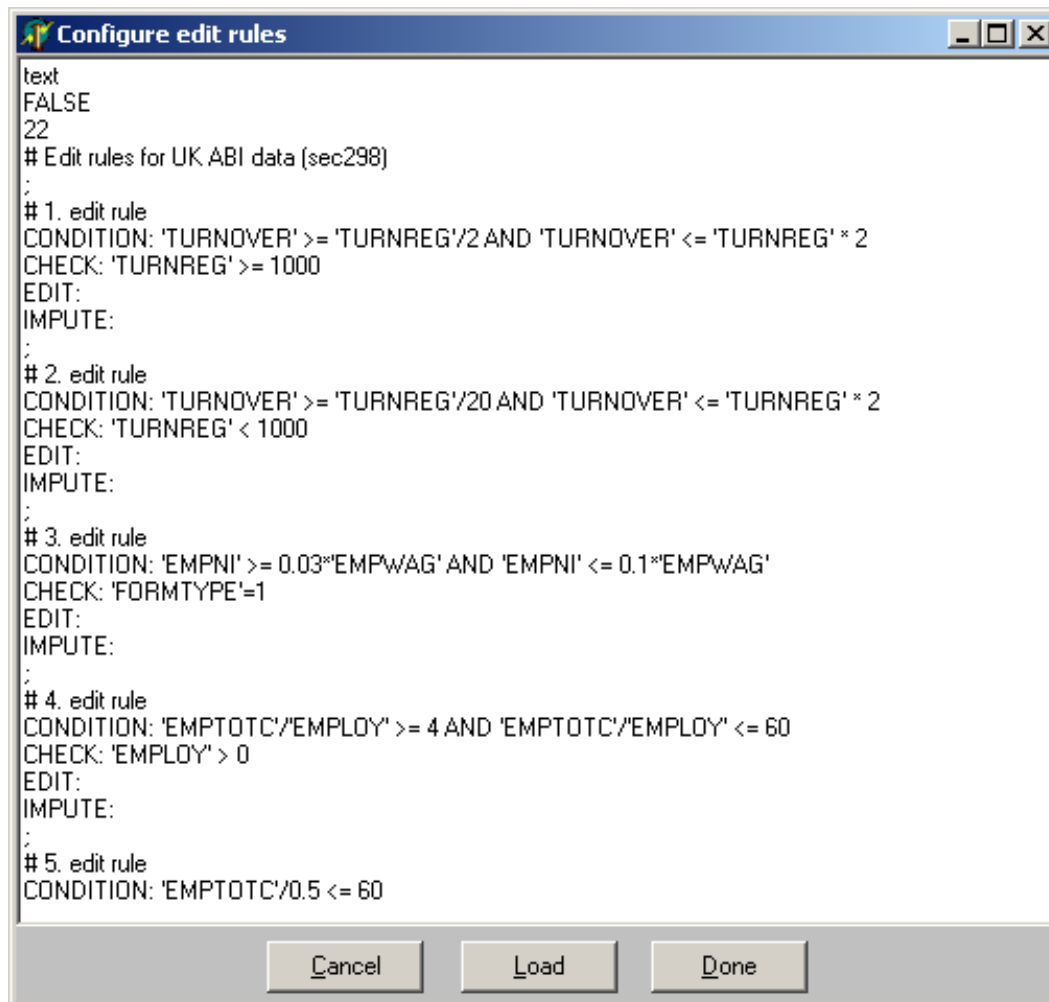 Configure edit rules
text
FALSE
22
# Edit rules for UK ABI data (sec298)
;
# 1. edit rule
CONDITION: 'TURNOVER' >= 'TURNREG'/2 AND 'TURNOVER' <= 'TURNREG' * 2
CHECK: 'TURNREG' >= 1000
EDIT:
IMPUTE:
;
# 2. edit rule
CONDITION: 'TURNOVER' >= 'TURNREG'/20 AND 'TURNOVER' <= 'TURNREG' * 2
CHECK: 'TURNREG' < 1000
EDIT:
IMPUTE:
;
# 3. edit rule
CONDITION: 'EMPNI' >= 0.03*'EMPWAG' AND 'EMPNI' <= 0.1*'EMPWAG'
CHECK: 'FORMTYPE'=1
EDIT:
IMPUTE:
;
# 4. edit rule
CONDITION: 'EMPTOTC'/'EMPLOY' >= 4 AND 'EMPTOTC'/'EMPLOY' <= 60
CHECK: 'EMPLOY' > 0
EDIT:
IMPUTE:
;
# 5. edit rule
CONDITION: 'EMPTOTC'/0.5 <= 60
Cancel Load Done